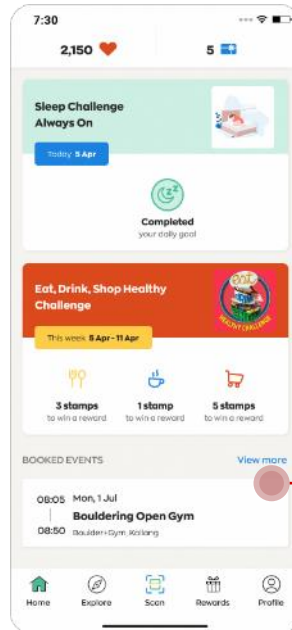 7:30
2,150
5
Sleep Challenge
Always On
Today 5 Apr
Completed
your daily goal
Eat, Drink, Shop Healthy
Challenge
Eat
HEALTHY CHALLENGE
This week 5 Apr - 11 Apr
3 stamps
to win a reward
1 stamp
to win a reward
5 stamps
to win a reward
BOOKED EVENTS
View more
08:05 Mon, 1 Jul
Bouldering Open Gym
08:50 Boulder+Gym, Kallang
Home
Explore
Scan
Rewards
Profile